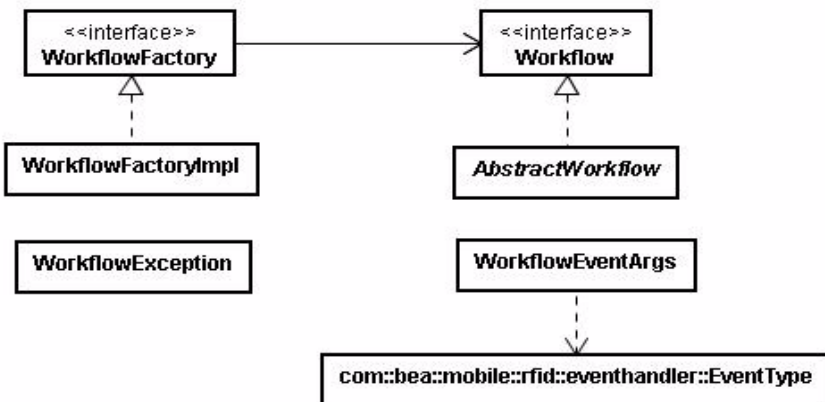 <<interface>>
WorkflowFactory
<<interface>>
Workflow
WorkflowFactoryImpl
AbstractWorkflow
WorkflowException
WorkflowEventArgs
com::bea::mobile::rfid::eventhandler::EventType